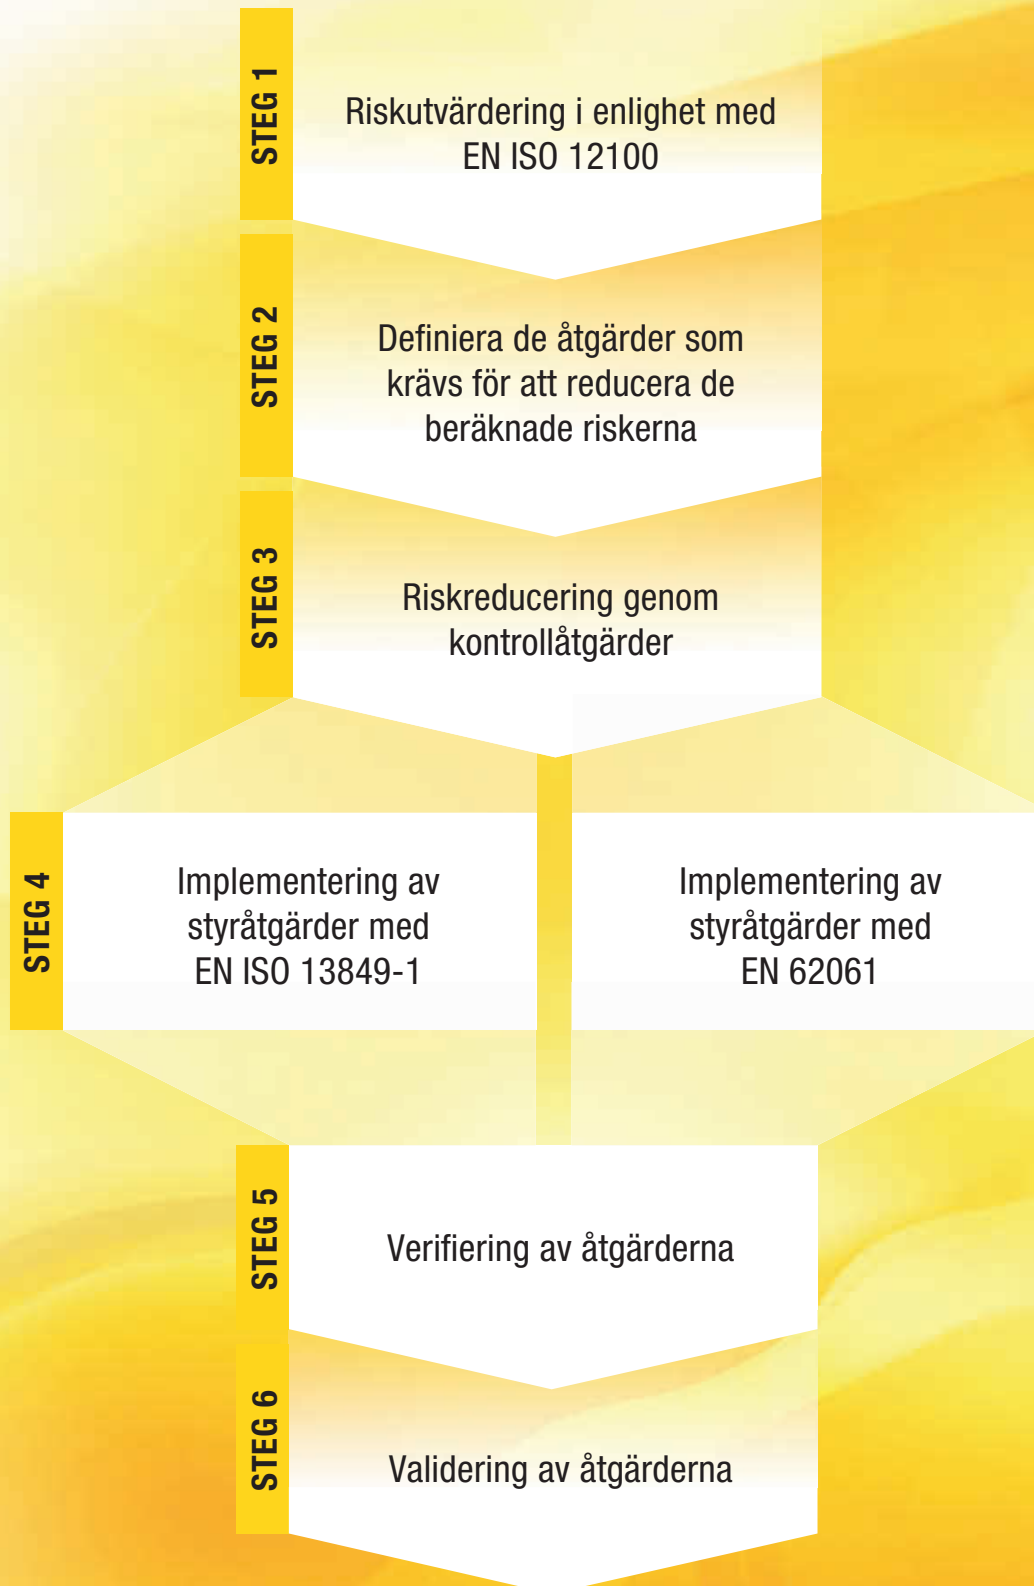 STEG 1
Riskutvärdering i enlighet med
EN ISO 12100
STEG 2
Definiera de åtgärder som
krävs för att reducera de
beräknade riskerna
STEG 3
Riskreducering genom
kontrollåtgärder
STEG 4
Implementering av
styråtgärder med
EN ISO 13849-1
Implementering av
styråtgärder med
EN 62061
STEG 5
Verifiering av åtgärderna
STEG 6
Validering av åtgärderna